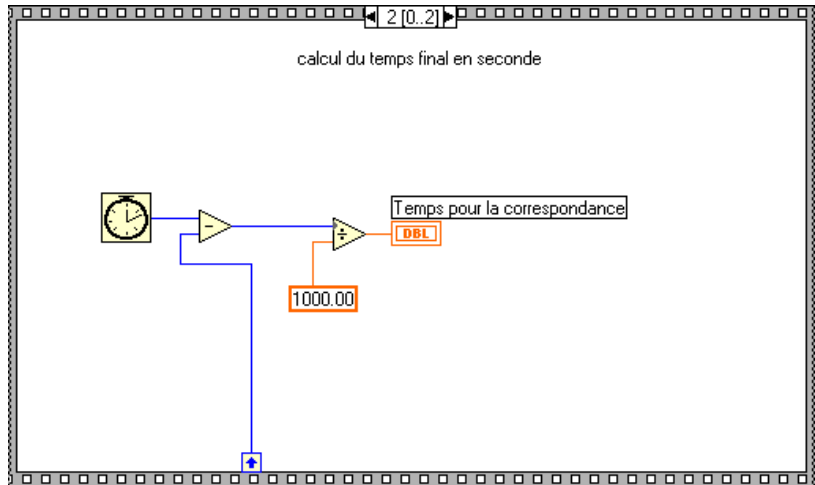 2 [0..2]
calcul du temps final en seconde
Temps pour la correspondance
DBL
1000.00